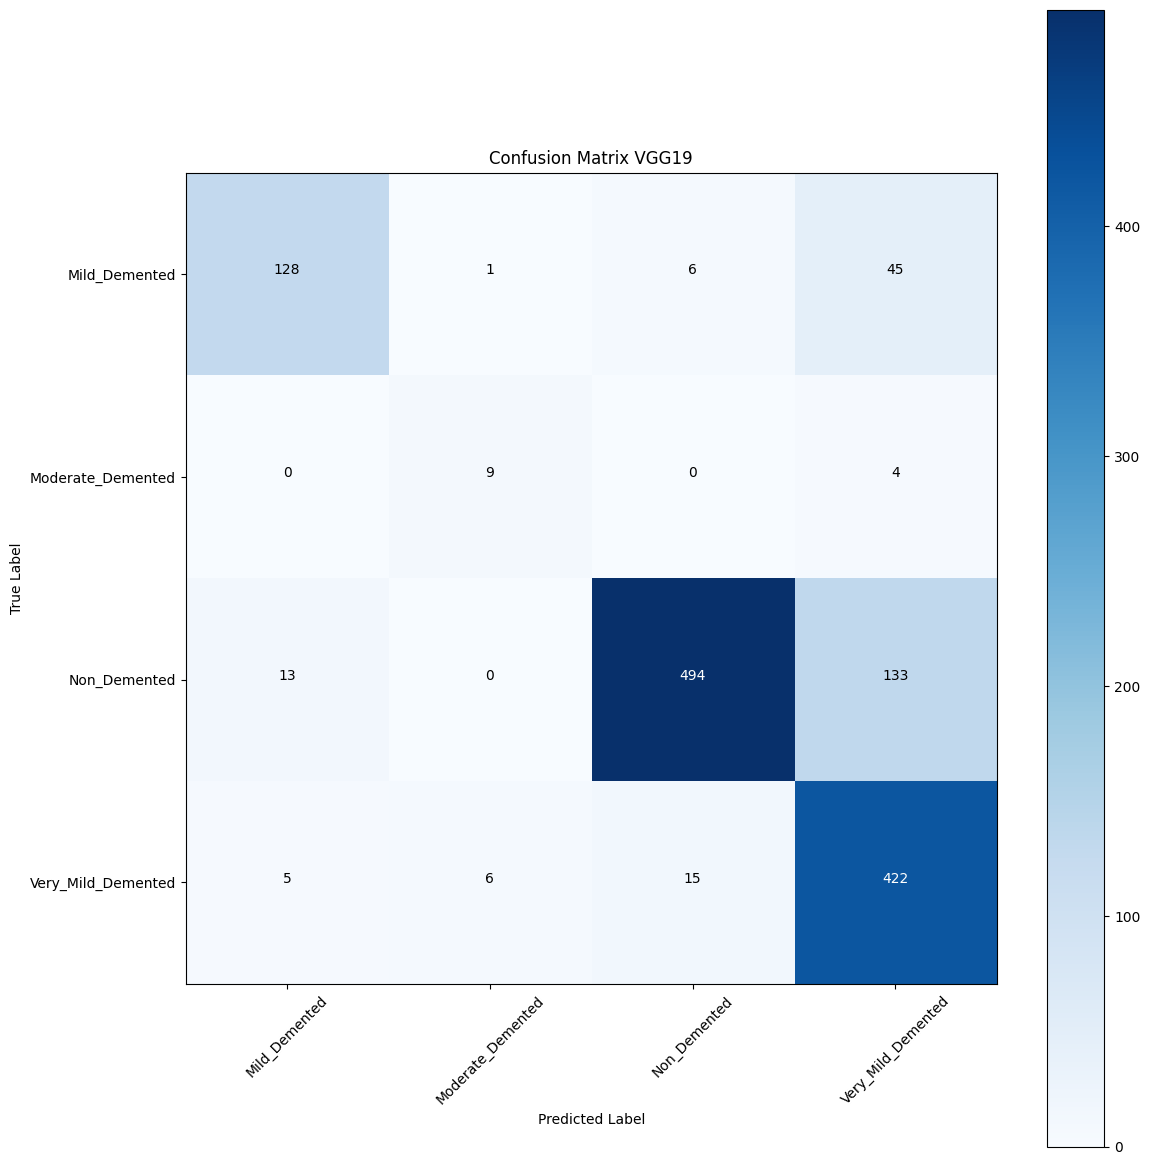 Confusion Matrix VGG19
True Label
Mild_Demented
128 1 6 45
Moderate_Demented
0 9 0 4
Non_Demented
13 0 494 133
Very_Mild_Demented
5 6 15 422
Mild_Demented
Moderate_Demented
Non_Demented
Very_Mild_Demented
Predicted Label
400
300
200
100
0